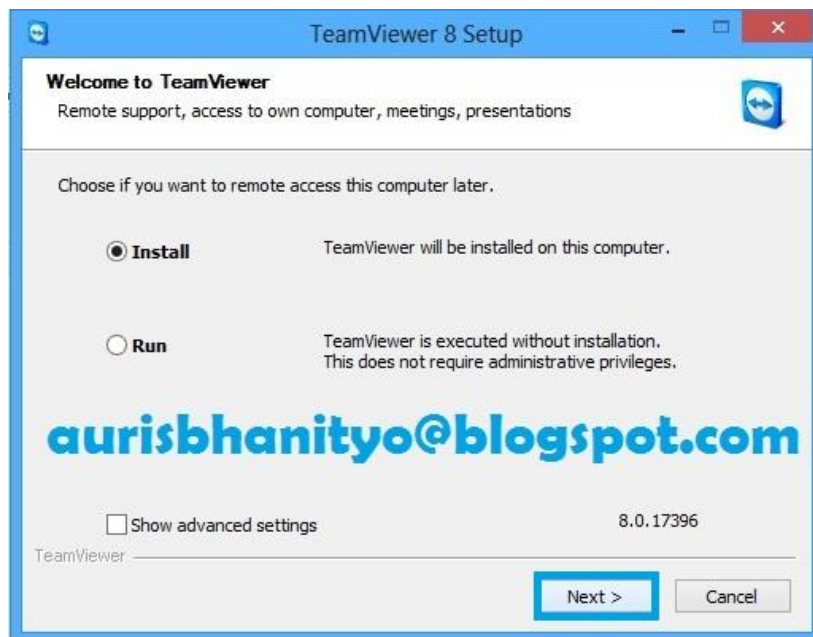 TeamViewer 8 Setup
Welcome to TeamViewer
Remote support, access to own computer, meetings, presentations
Choose if you want to remote access this computer later.
Install TeamViewer will be installed on this computer.
Run TeamViewer is executed without installation.
This does not require administrative privileges.
aurisbhanityo@blogspot.com
Show advanced settings 8.0.17396
TeamViewer
Next > Cancel